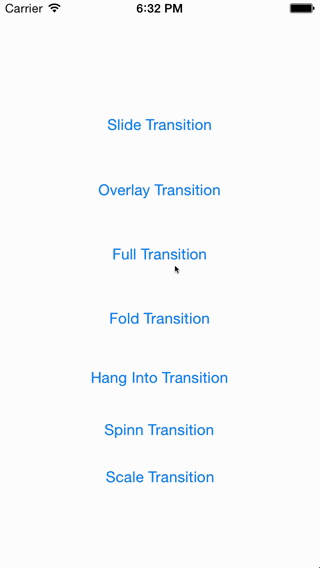 Carrier 6:32 PM
Slide Transition
Overlay Transition
Full Transition
Fold Transition
Hang Into Transition
Spinn Transition
Scale Transition